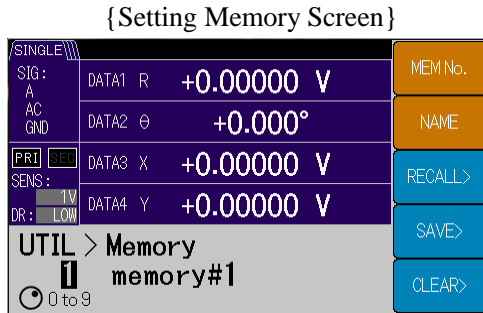 {Setting Memory Screen}
SINGLE
SIG:
A
AC
GND
DATA1 R +0.00000 V
DATA2 θ +0.000°
DATA3 X +0.00000 V
DATA4 Y +0.00000 V
PRI SEC
SENS:
1V
DR: LOW
UTIL > Memory
1 memory#1
0 to 9
MEM No.
NAME
RECALL>
SAVE>
CLEAR>